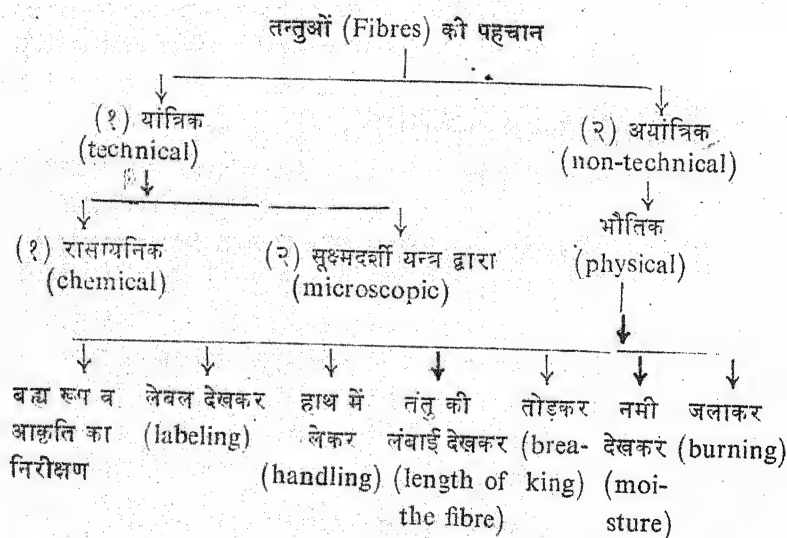 तन्तुओं (Fibres) की पहचान
(१) यांत्रिक (२) अयांत्रिक
(technical) (non-technical)
(१) रासायनिक (२) सूक्ष्मदर्शी यन्त्र द्वारा भौतिक
(chemical) (microscopic) (physical)
बह्य रूप व लेवल देखकर हाथ में तंतु की तोड़कर नमी जलाकर
आकृति का (labeling) लेकर लंबाई देखकर (brea- देखकर (burning)
निरीक्षण (handling) (length of king) (moi-
the fibre) sture)